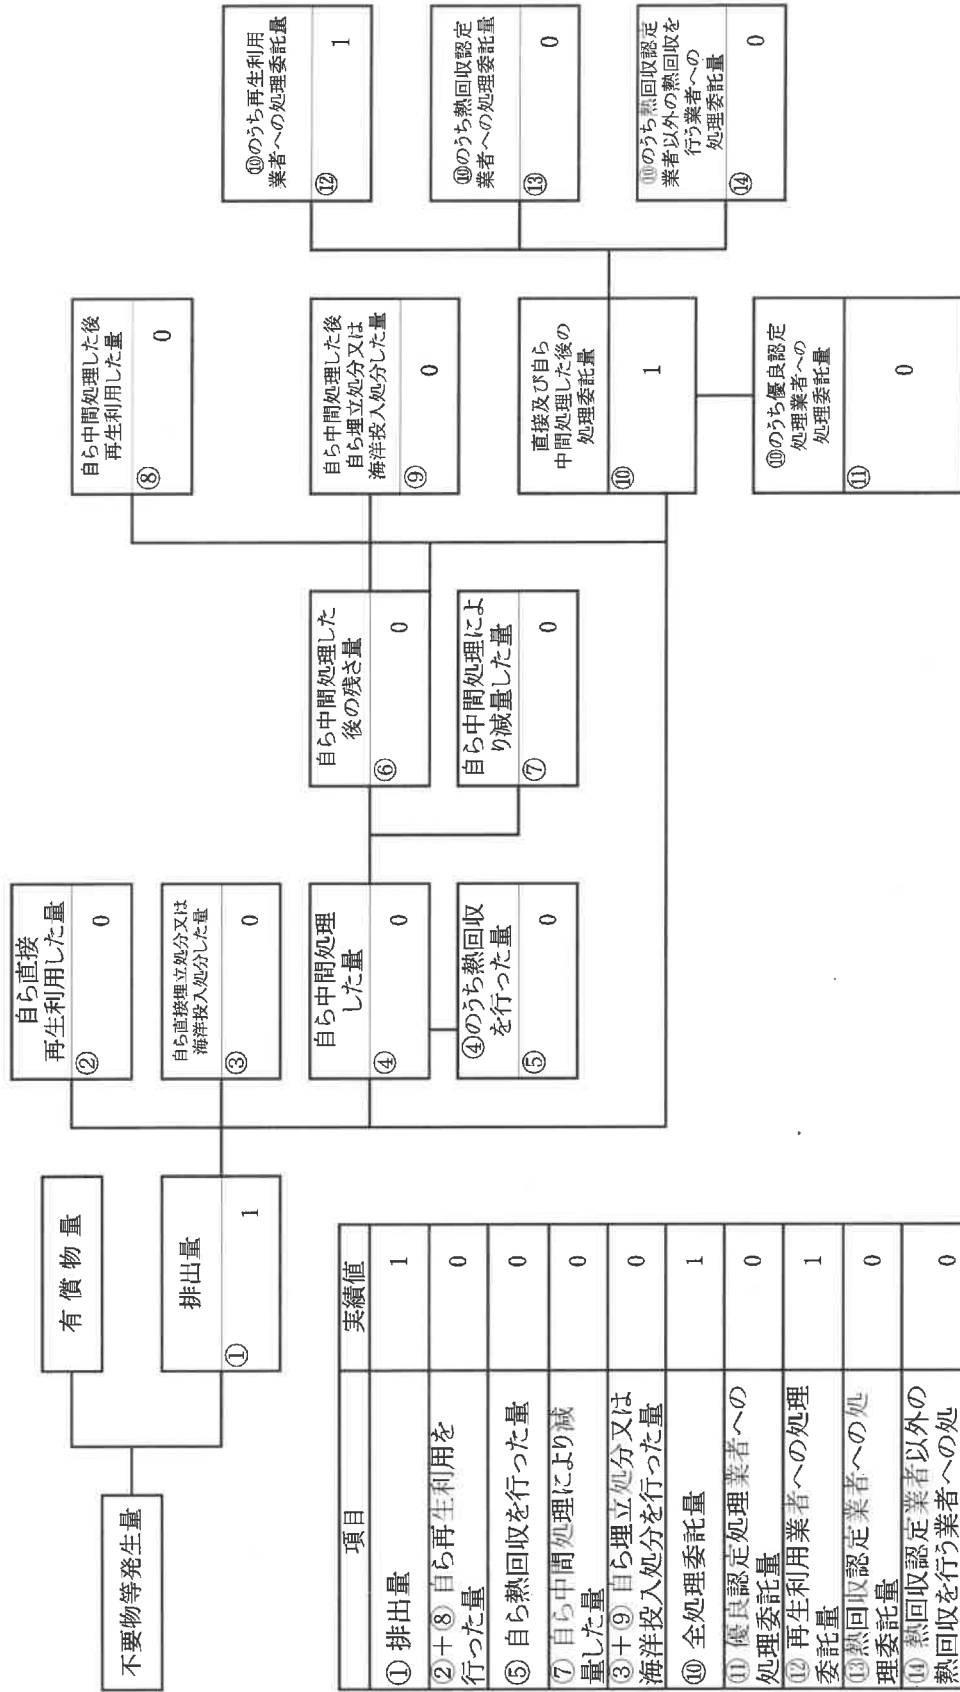 不要物等発生量
有償物量
排出量
① 1
自ら直接
再生利用した量
② 0
自ら直接埋立処分又は
海洋投入処分した量
③ 0
自ら中間処理
した量
④ 0
④のうち熱回収
を行った量
⑤ 0
自ら中間処理した
後の残さ量
⑥ 0
自ら中間処理によ
り減量した量
⑦ 0
自ら中間処理した後
再生利用した量
⑧ 0
自ら中間処理した後
自ら埋立処分又は
海洋投入処分した量
⑨ 0
直接及び自ら
中間処理した後の
処理委託量
⑩ 1
⑩のうち優良認定
処理業者への
処理委託量
⑪ 0
⑩のうち再生利用
業者への処理委託量
⑫ 1
⑩のうち熱回収認定
業者への処理委託量
⑬ 0
⑩のうち熱回収認定
業者以外の熱回収を
行う業者への
処理委託量
⑭ 0
項目 実績値
① 排出量 1
②+⑧ 自ら再生利用を
行った量 0
⑤ 自ら熱回収を行った量 0
⑦ 自ら中間処理により減
量した量 0
③+⑨ 自ら埋立処分又は
海洋投入処分を行った量 0
⑩ 全処理委託量 1
⑪ 優良認定処理業者への
処理委託量 0
⑫ 再生利用業者への処理
委託量 1
⑬熱回収認定業者への処
理委託量 0
⑭ 熱回収認定業者以外の
熱回収を行う業者への処 0